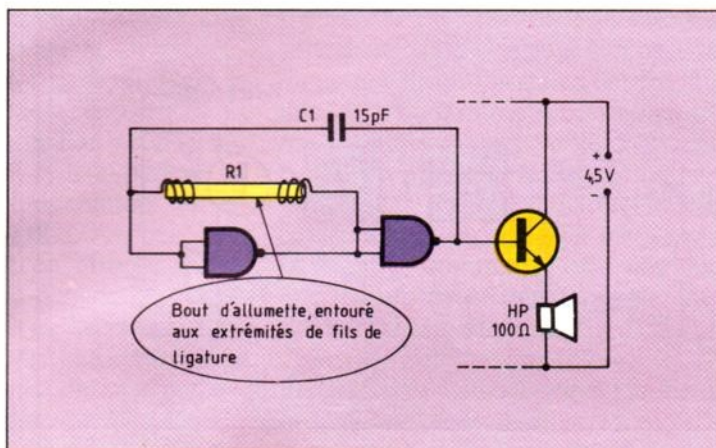 C1 15pF
R1
+
4,5V
-
HP
100Ω
Bout d'allumette, entouré
aux extrémités de fils de
ligature